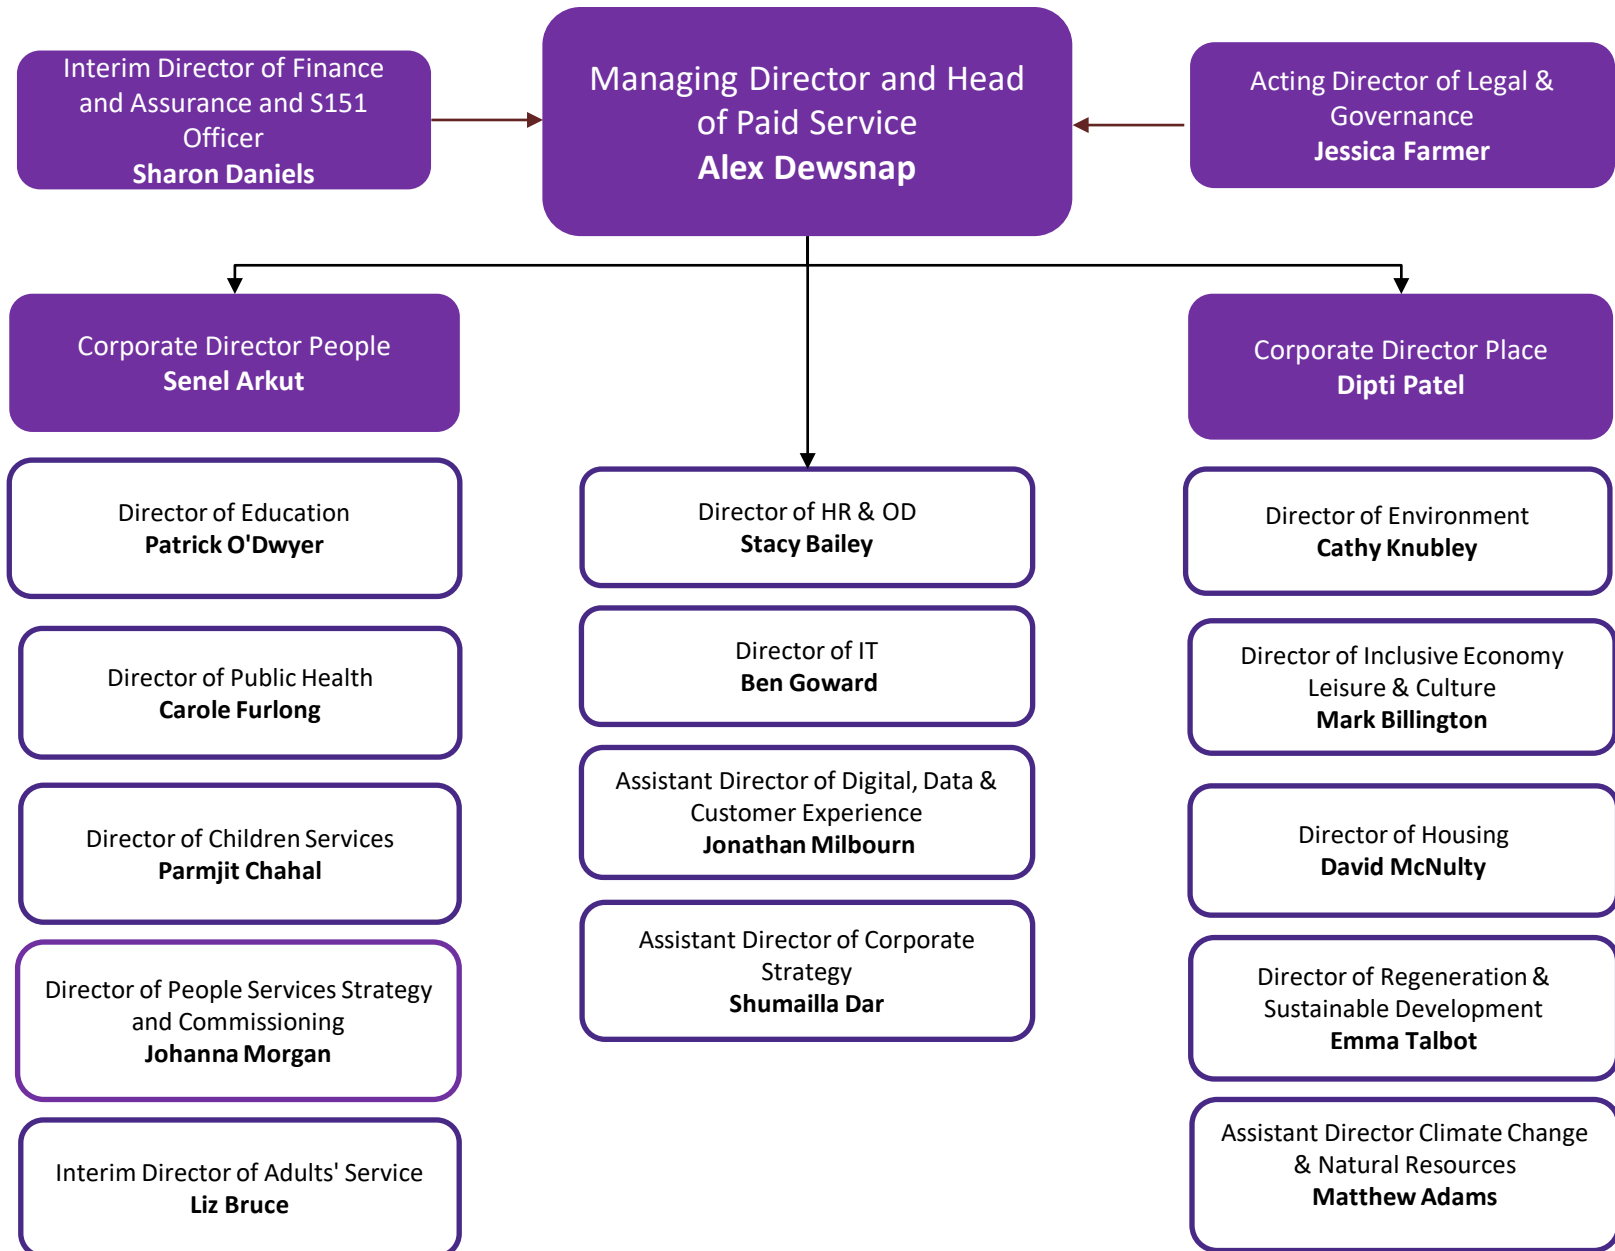 Interim Director of Finance
and Assurance and S151
Officer
Sharon Daniels
Managing Director and Head
of Paid Service
Alex Dewsnap
Acting Director of Legal &
Governance
Jessica Farmer
Corporate Director People
Senel Arkut
Corporate Director Place
Dipti Patel
Director of Education
Patrick O'Dwyer
Director of Public Health
Carole Furlong
Director of Children Services
Parmjit Chahal
Director of People Services Strategy
and Commissioning
Johanna Morgan
Interim Director of Adults' Service
Liz Bruce
Director of HR & OD
Stacy Bailey
Director of IT
Ben Goward
Assistant Director of Digital, Data &
Customer Experience
Jonathan Milbourn
Assistant Director of Corporate
Strategy
Shumailla Dar
Director of Environment
Cathy Knubley
Director of Inclusive Economy
Leisure & Culture
Mark Billington
Director of Housing
David McNulty
Director of Regeneration &
Sustainable Development
Emma Talbot
Assistant Director Climate Change
& Natural Resources
Matthew Adams